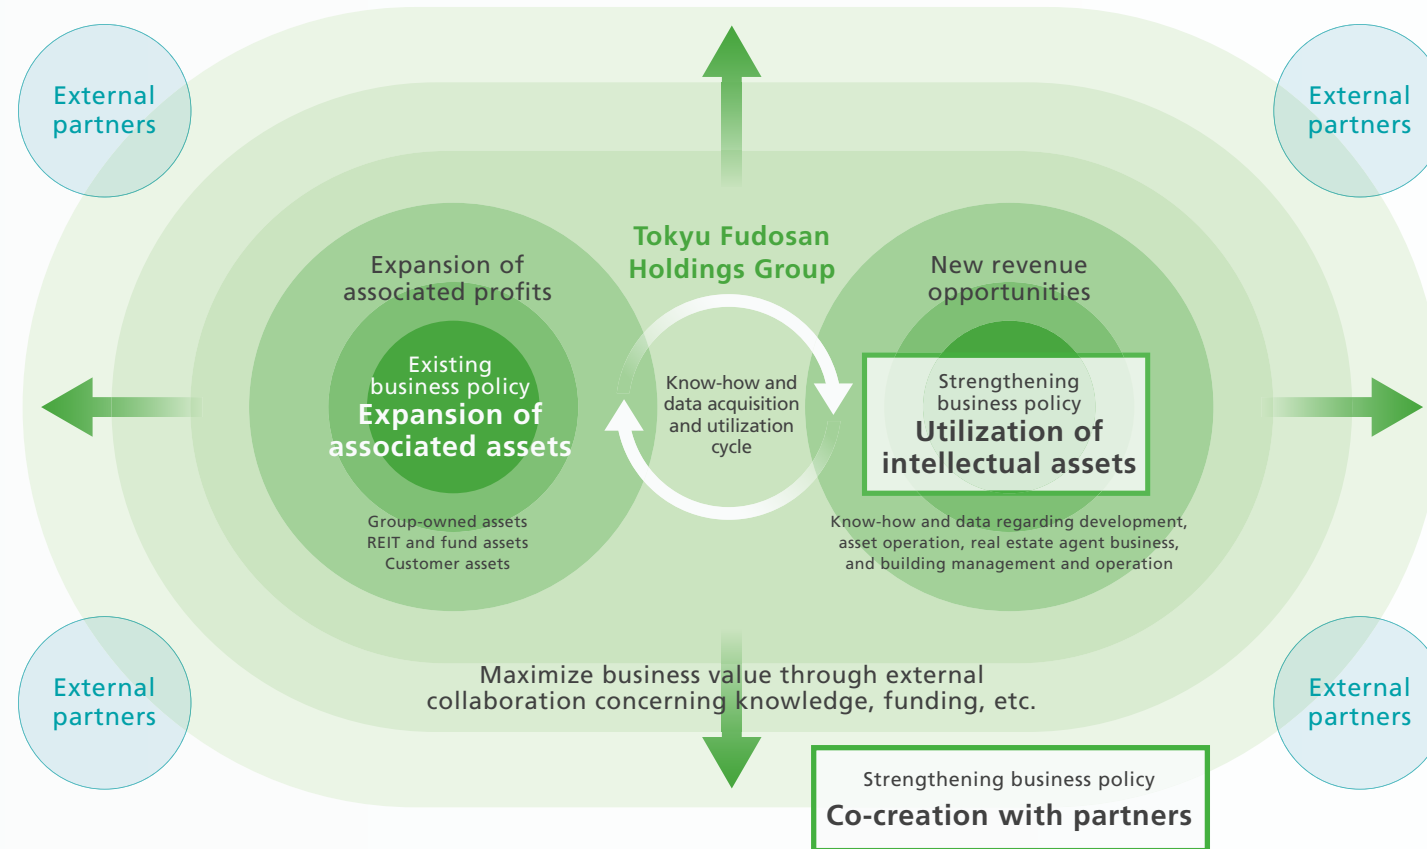 External
partners
External
partners
Tokyu Fudosan
Holdings Group
Expansion of
associated profits
Existing
business policy
Expansion of
associated assets
Group-owned assets
REIT and fund assets
Customer assets
Know-how and
data acquisition
and utilization
cycle
New revenue
opportunities
Strengthening
business policy
Utilization of
intellectual assets
Know-how and data regarding development,
asset operation, real estate agent business,
and building management and operation
Maximize business value through external
collaboration concerning knowledge, funding, etc.
External
partners
External
partners
Strengthening business policy
Co-creation with partners